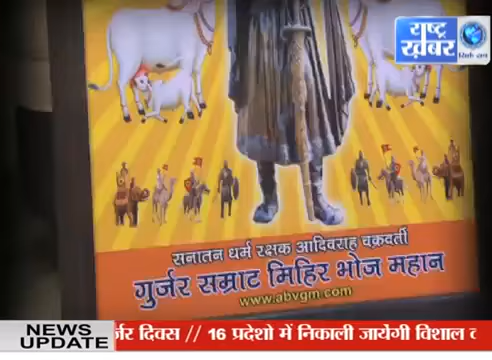 राष्ट्र
ख़बर
सिर्फ सच
सनातन धर्म रक्षक आदिवराह चक्रवर्ती
गुर्जर सम्राट मिहिर भोज महान
www.abvgm.com
NEWS
UPDATE
दिवस // 16 प्रदेशो में निकाली जायेगी विशाल